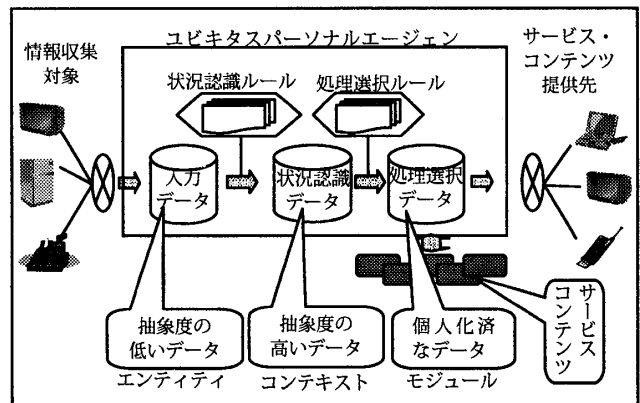 ユビキタスパーソナルエージェン
情報収集
対象
サービス・
コンテンツ
提供先
状況認識ルール
処理選択ルール
入力
データ
状況認識
データ
処理選択
データ
抽象度の
低いデータ
エンティティ
抽象度の
高いデータ
コンテキスト
個人化済
なデータ
モジュール
サービス
コンテンツ